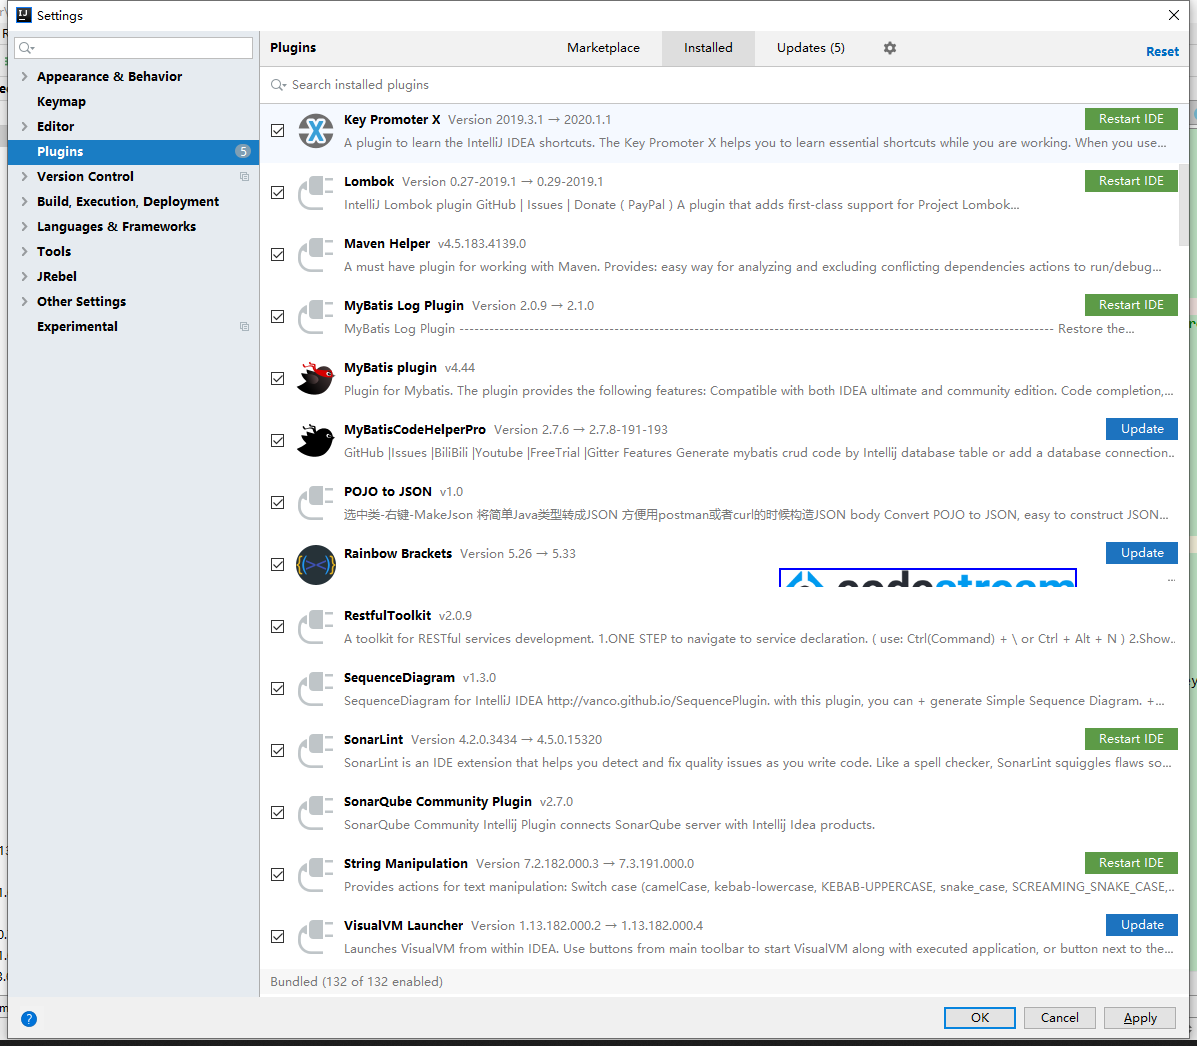 Settings
Plugins
Marketplace
Installed
Updates (5)
Reset
Appearance & Behavior
Keymap
Editor
Plugins
5
Version Control
Build, Execution, Deployment
Languages & Frameworks
Tools
JRebel
Other Settings
Experimental
Search installed plugins
Key Promoter X Version 2019.3.1 → 2020.1.1
Restart IDE
A plugin to learn the IntelliJ IDEA shortcuts. The Key Promoter X helps you to learn essential shortcuts while you are working. When you use...
Lombok Version 0.27-2019.1 → 0.29-2019.1
Restart IDE
IntelliJ Lombok plugin GitHub | Issues | Donate ( PayPal ) A plugin that adds first-class support for Project Lombok...
Maven Helper v4.5.183.4139.0
A must have plugin for working with Maven. Provides: easy way for analyzing and excluding conflicting dependencies actions to run/debug...
MyBatis Log Plugin Version 2.0.9 → 2.1.0
Restart IDE
MyBatis Log Plugin ---------------------------------------------------------------------------------------------------------------------- Restore the...
MyBatis plugin v4.44
Plugin for Mybatis. The plugin provides the following features: Compatible with both IDEA ultimate and community edition. Code completion,...
MyBatisCodeHelperPro Version 2.7.6 → 2.7.8-191-193
Update
GitHub |Issues |BiliBili |Youtube |FreeTrial |Gitter Features Generate mybatis crud code by Intellij database table or add a database connection..
POJO to JSON v1.0
选中类-右键-MakeJson 将简单Java类型转成JSON 方便用postman或者curl的时候构造JSON body Convert POJO to JSON, easy to construct JSON...
Rainbow Brackets Version 5.26 → 5.33
Update
codestream
...
RestfulToolkit v2.0.9
A toolkit for RESTful services development. 1.ONE STEP to navigate to service declaration. ( use: Ctrl(Command) + \ or Ctrl + Alt + N ) 2.Show..
SequenceDiagram v1.3.0
SequenceDiagram for IntelliJ IDEA http://vanco.github.io/SequencePlugin. with this plugin, you can + generate Simple Sequence Diagram. +...
SonarLint Version 4.2.0.3434 → 4.5.0.15320
Restart IDE
SonarLint is an IDE extension that helps you detect and fix quality issues as you write code. Like a spell checker, SonarLint squiggles flaws so...
SonarQube Community Plugin v2.7.0
SonarQube Community Intellij Plugin connects SonarQube server with Intellij Idea products.
String Manipulation Version 7.2.182.000.3 → 7.3.191.000.0
Restart IDE
Provides actions for text manipulation: Switch case (camelCase, kebab-lowercase, KEBAB-UPPERCASE, snake_case, SCREAMING_SNAKE_CASE,..
VisualVM Launcher Version 1.13.182.000.2 → 1.13.182.000.4
Update
Launches VisualVM from within IDEA. Use buttons from main toolbar to start VisualVM along with executed application, or button next to the...
Bundled (132 of 132 enabled)
?
OK
Cancel
Apply